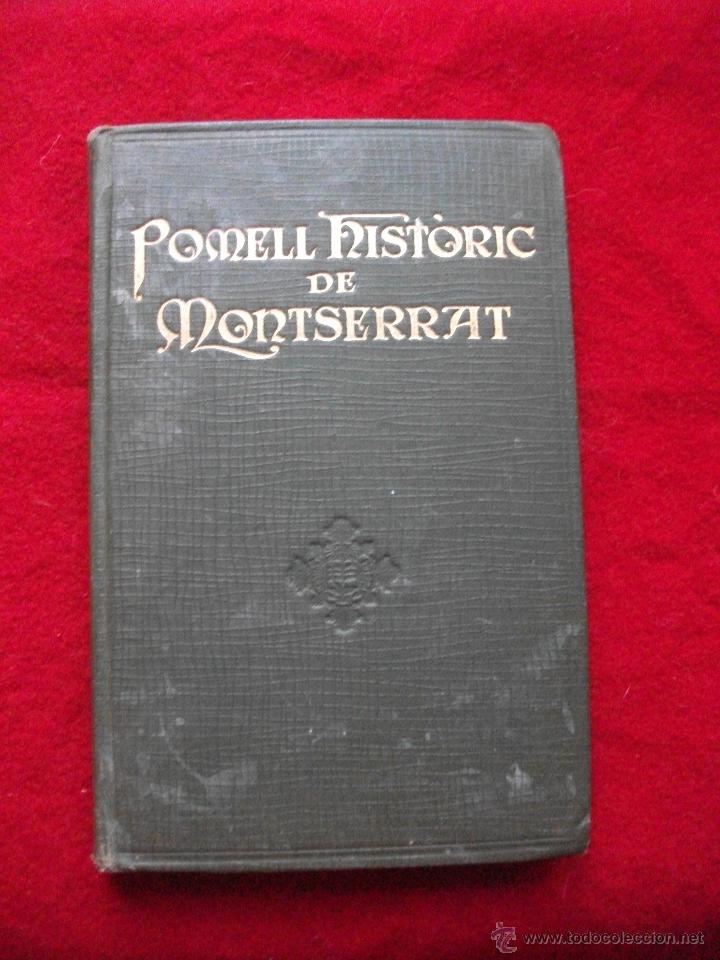 POMELL HISTÒRIC
DE
MONTSERRAT
www.todocoleccion.net